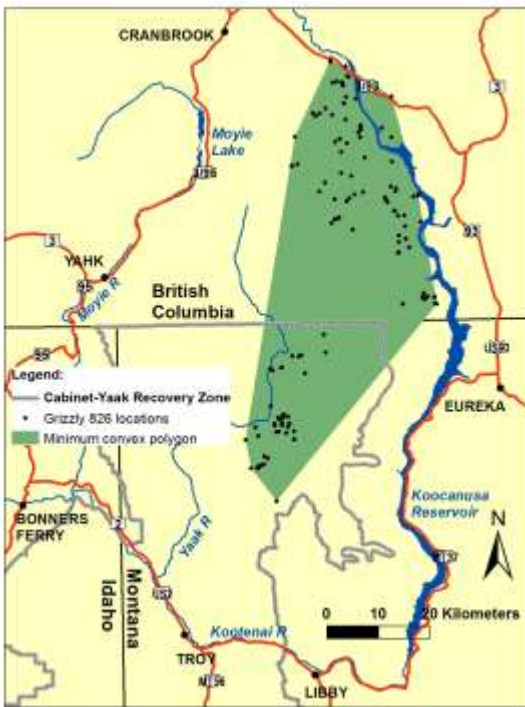 CRANBROOK
3
Moyie
Lake
3
93
YAHK
95
Moyie R
British
Columbia
Legend:
Cabinet-Yaak Recovery Zone
Grizzly 826 locations
Minimum convex polygon
EUREKA
BONNERS
FERRY
2
Yaak R
Koocanusa
Reservoir
N
Idaho
Montana
0 10 20 Kilometers
Kootenai R
TROY
LIBBY